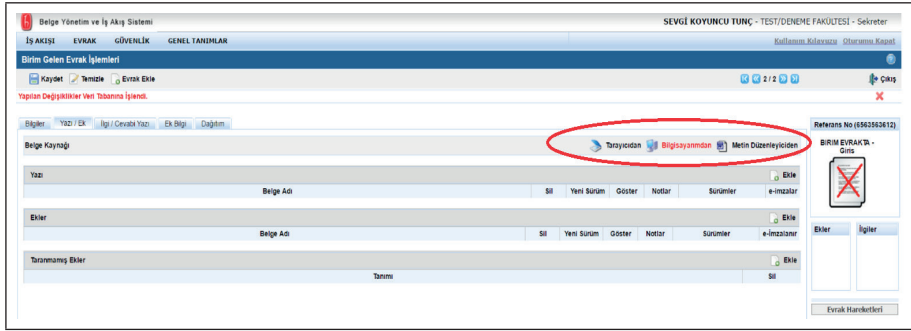 Belge Yönetim ve İş Akış Sistemi
SEVGİ KOYUNCU TUNÇ - TEST/DENEME FAKÜLTESİ - Sekreter
İŞ AKIŞI EVRAK GÜVENLİK GENEL TANIMLAR
Kullanım Kılavuzu Oturumu Kapat
Birim Gelen Evrak İşlemleri
Kaydet Temizle Evrak Ekle
2 / 2
Çıkış
Yapılan Değişiklikler Veri Tabanına İşlendi.
Bilgiler Yazı / Ek İlgi / Cevabi Yazı Ek Bilgi Dağıtım
Belge Kaynağı
Tarayıcıdan Bilgisayarımdan Metin Düzenleyiciden
Yazı Ekle
Belge Adı Sil Yeni Sürüm Göster Notlar Sürümler e-imzalar
Ekler Ekle
Belge Adı Sil Yeni Sürüm Göster Notlar Sürümler e-İmzalanır
Taranmamış Ekler Ekle
Tanımı Sil
Referans No (6563563612)
BİRİM EVRAKTA -
Giris
Ekler İlgiler
Evrak Hareketleri